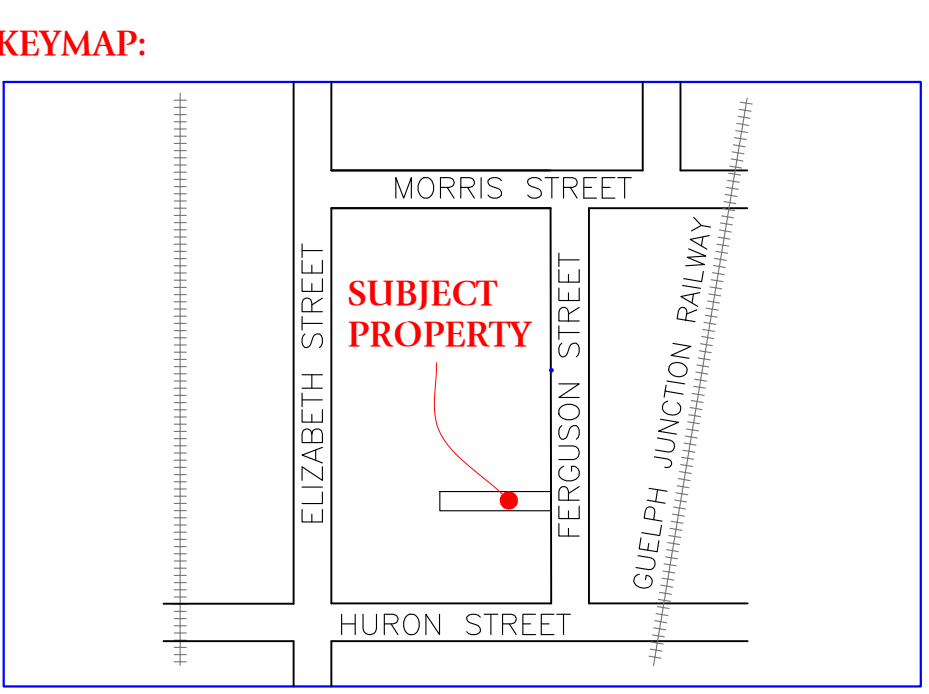 KEYMAP:
MORRIS STREET
ELIZABETH STREET
SUBJECT
PROPERTY
FERGUSON STREET
GUELPH JUNCTION RAILWAY
HURON STREET